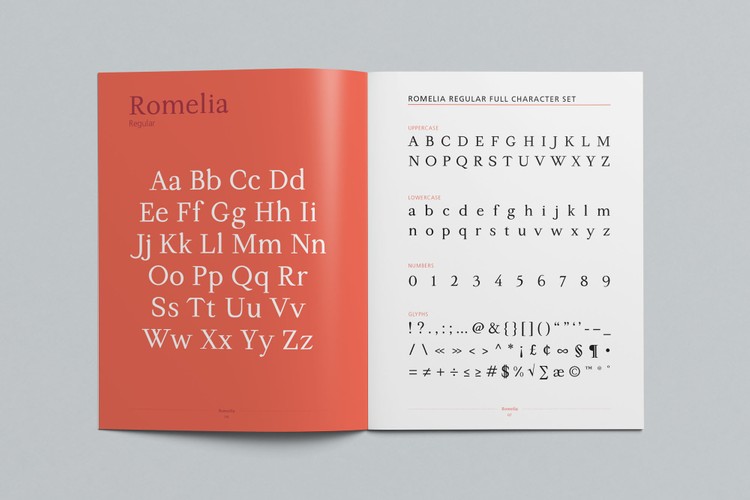 Romelia
Regular
Aa Bb Cc Dd
Ee Ff Gg Hh Ii
Jj Kk Ll Mm Nn
Oo Pp Qq Rr
Ss Tt Uu Vv
Ww Xx Yy Zz
Romelia
ROMELIA REGULAR FULL CHARACTER SET
UPPERCASE
A B C D E F G H I J K L M
N O P Q R S T U V W X Y Z
LOWERCASE
a b c d e f g h i j k l m
n o p q r s t u v w x y z
NUMBERS
0 1 2 3 4 5 6 7 8 9
GLYPHS
! ? . , : ; … @ & { } [ ] ( ) “ ” ‘ ’ - – _
/ \ « » < > ^ * ¡ £ ¢ ∞ § ¶ •
= ≠ + ÷ ≤ ≥ # $ % √ ∑ æ © ™ ® °
Romelia